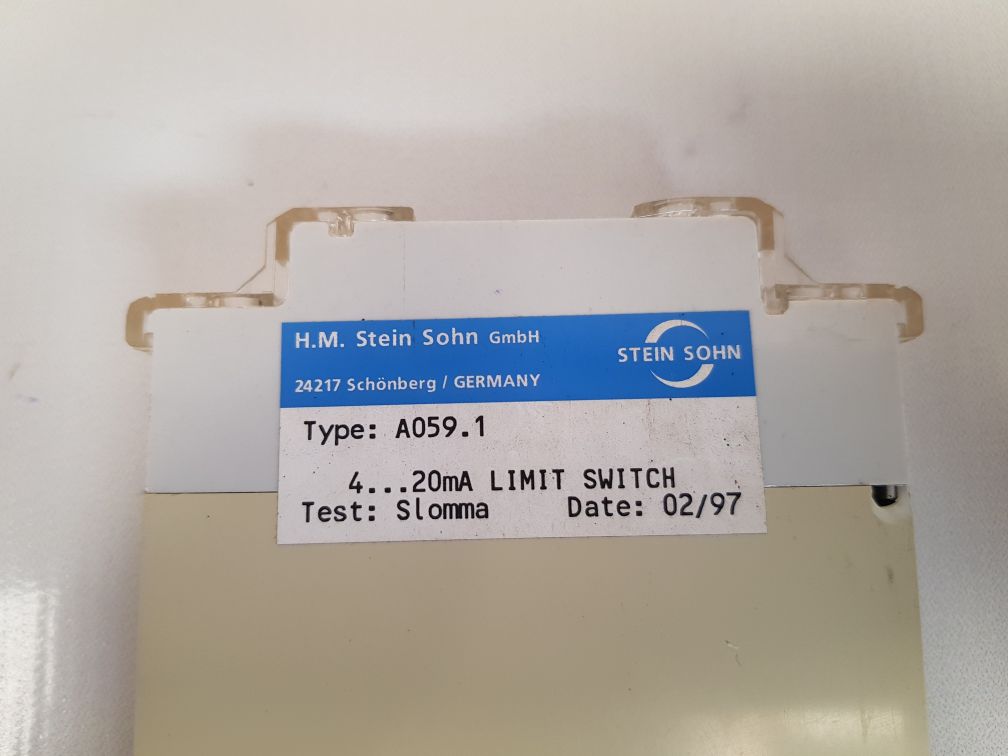 H.M. Stein Sohn GmbH
STEIN SOHN
24217 Schönberg / GERMANY
Type: A059.1
4...20mA LIMIT SWITCH
Test: Slomma Date: 02/97